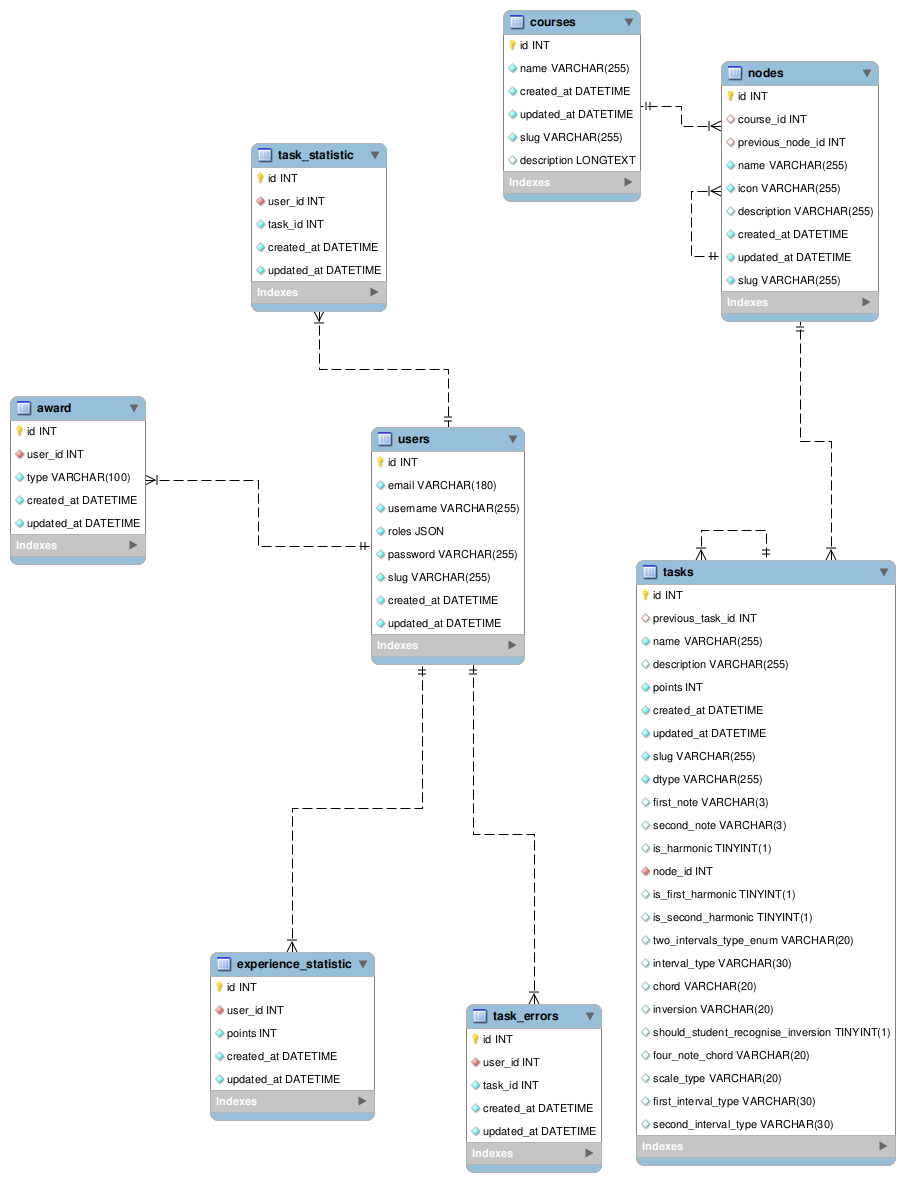 courses
id INT
name VARCHAR(255)
created_at DATETIME
updated_at DATETIME
slug VARCHAR(255)
description LONGTEXT
Indexes
nodes
id INT
course_id INT
previous_node_id INT
name VARCHAR(255)
icon VARCHAR(255)
description VARCHAR(255)
created_at DATETIME
updated_at DATETIME
slug VARCHAR(255)
Indexes
task_statistic
id INT
user_id INT
task_id INT
created_at DATETIME
updated_at DATETIME
Indexes
award
id INT
user_id INT
type VARCHAR(100)
created_at DATETIME
updated_at DATETIME
Indexes
users
id INT
email VARCHAR(180)
username VARCHAR(255)
roles JSON
password VARCHAR(255)
slug VARCHAR(255)
created_at DATETIME
updated_at DATETIME
Indexes
tasks
id INT
previous_task_id INT
name VARCHAR(255)
description VARCHAR(255)
points INT
created_at DATETIME
updated_at DATETIME
slug VARCHAR(255)
dtype VARCHAR(255)
first_note VARCHAR(3)
second_note VARCHAR(3)
is_harmonic TINYINT(1)
node_id INT
is_first_harmonic TINYINT(1)
is_second_harmonic TINYINT(1)
two_intervals_type_enum VARCHAR(20)
interval_type VARCHAR(30)
chord VARCHAR(20)
inversion VARCHAR(20)
should_student_recognise_inversion TINYINT(1)
four_note_chord VARCHAR(20)
scale_type VARCHAR(20)
first_interval_type VARCHAR(30)
second_interval_type VARCHAR(30)
Indexes
experience_statistic
id INT
user_id INT
points INT
created_at DATETIME
updated_at DATETIME
Indexes
task_errors
id INT
user_id INT
task_id INT
created_at DATETIME
updated_at DATETIME
Indexes